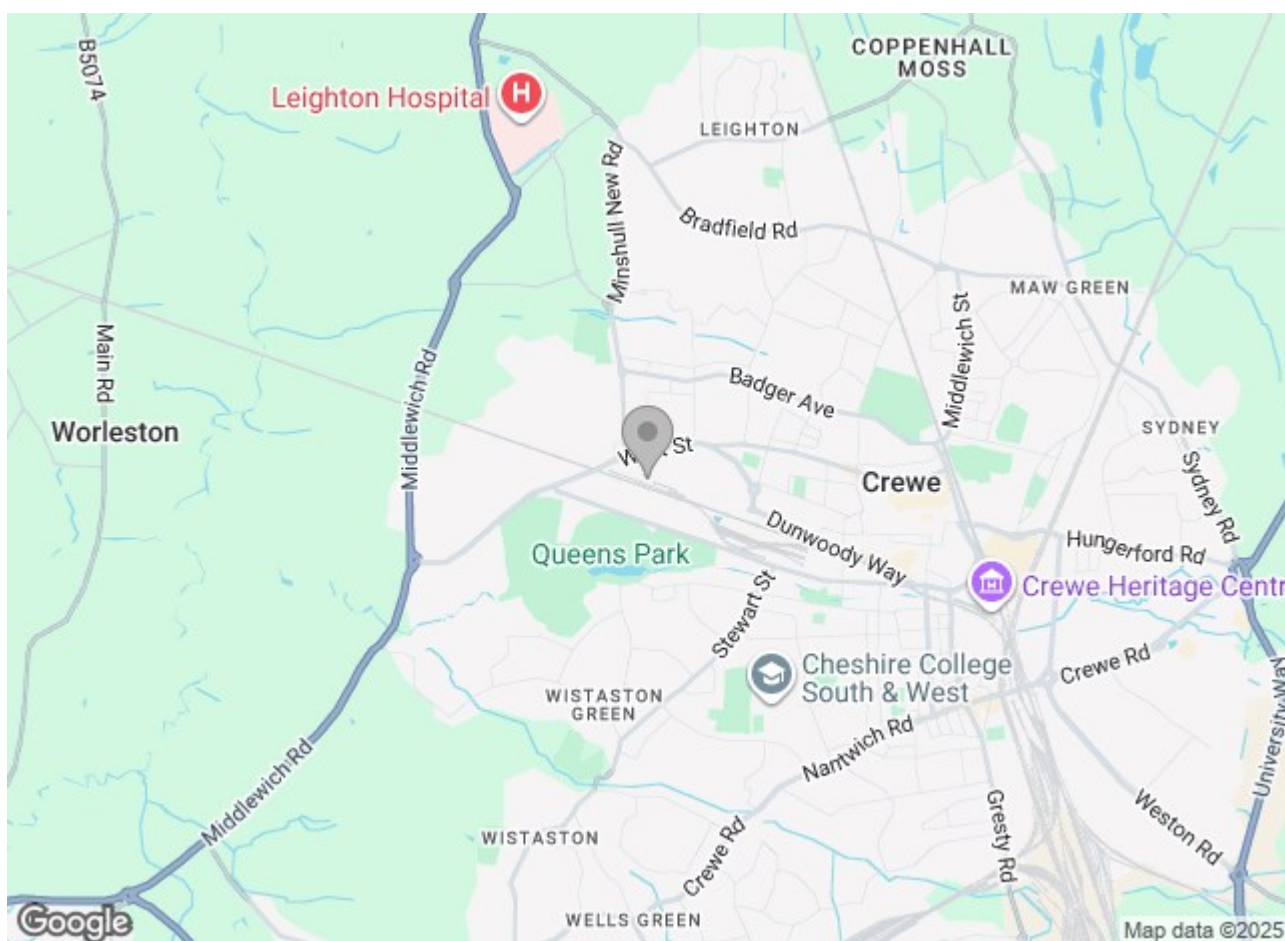 B5074
COPPENHALL
MOSS
Leighton Hospital
H
LEIGHTON
Minshull New Rd
Bradfield Rd
MAW GREEN
Middlewich St
Main Rd
Middlewich Rd
Badger Ave
Worleston
SYDNEY
St
Crewe
Sydney Rd
Dunwoody Way
Hungerford Rd
Queens Park
Crewe Heritage Centr
Stewart St
Crewe Rd
Cheshire College
South & West
WISTASTON
GREEN
University Way
Nantwich Rd
Middlewich Rd
Gresty Rd
Weston Rd
WISTASTON
Crewe Rd
WELLS GREEN
Google
Map data ©2025